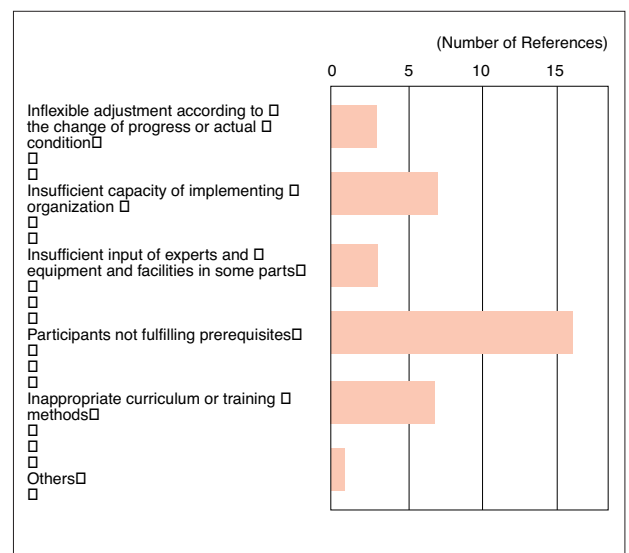 (Number of References)
0 5 10 15
Inflexible adjustment according to □
the change of progress or actual □
condition□
□
□
Insufficient capacity of implementing □
organization □
□
□
Insufficient input of experts and □
equipment and facilities in some parts□
□
□
□
Participants not fulfilling prerequisites□
□
□
□
Inappropriate curriculum or training □
methods□
□
□
□
Others□
□